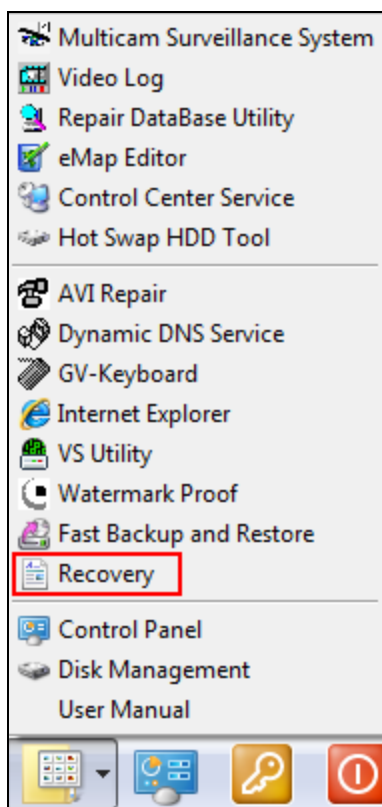 Multicam Surveillance System
Video Log
Repair DataBase Utility
eMap Editor
Control Center Service
Hot Swap HDD Tool
AVI Repair
Dynamic DNS Service
GV-Keyboard
Internet Explorer
VS Utility
Watermark Proof
Fast Backup and Restore
Recovery
Control Panel
Disk Management
User Manual